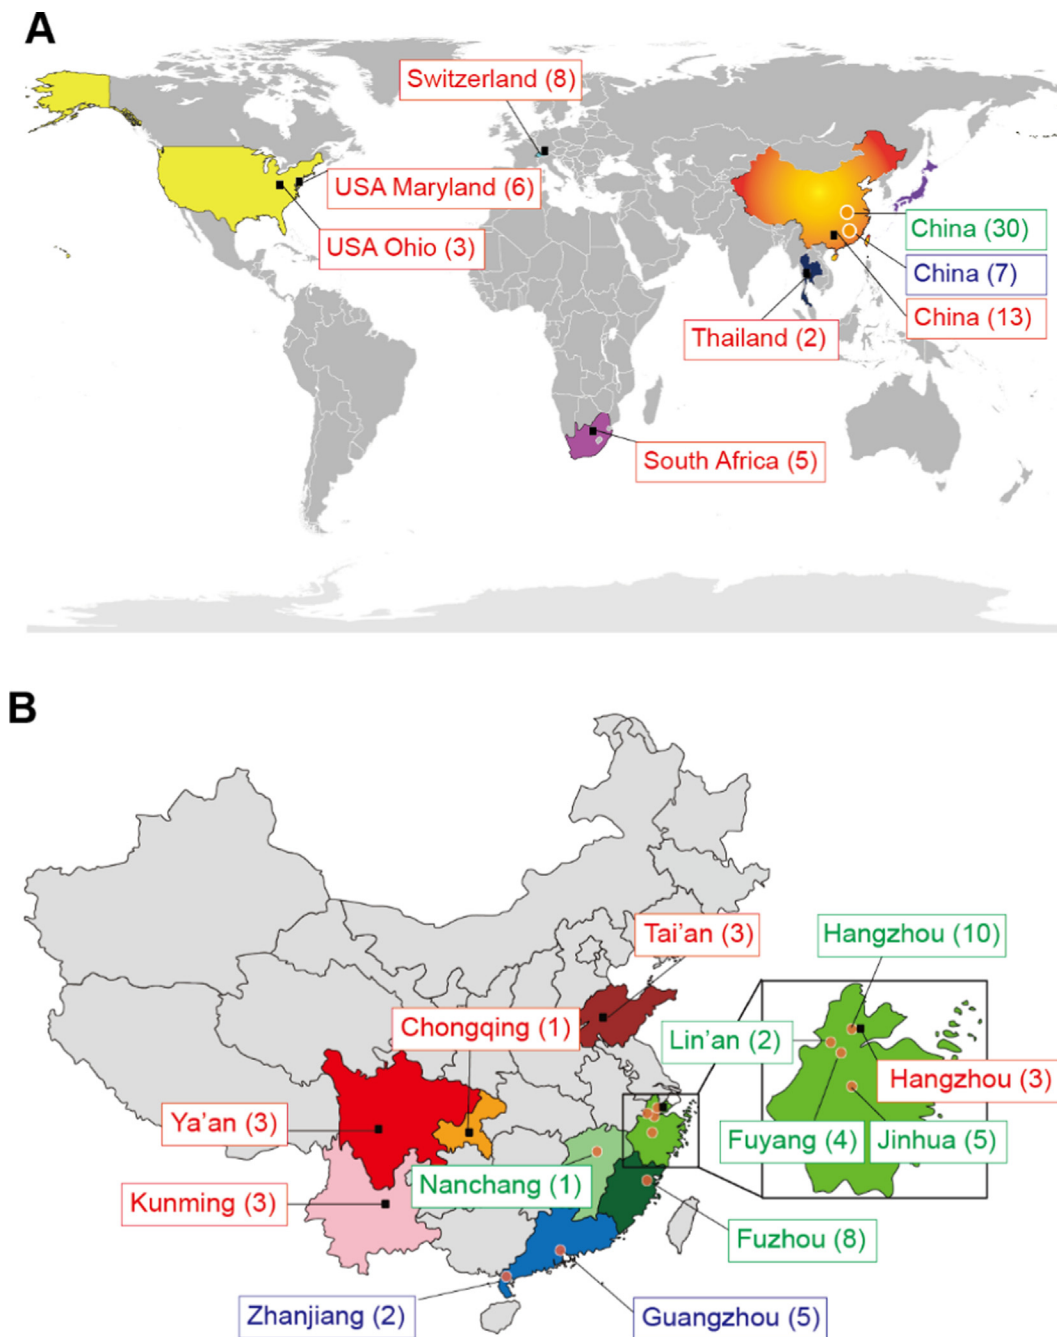 A
Switzerland (8)
USA Maryland (6)
USA Ohio (3)
China (30)
China (7)
China (13)
Thailand (2)
South Africa (5)
B
Tai'an (3)
Hangzhou (10)
Chongqing (1)
Lin'an (2)
Hangzhou (3)
Ya'an (3)
Fuyang (4)
Jinhua (5)
Nanchang (1)
Kunming (3)
Fuzhou (8)
Zhanjiang (2)
Guangzhou (5)